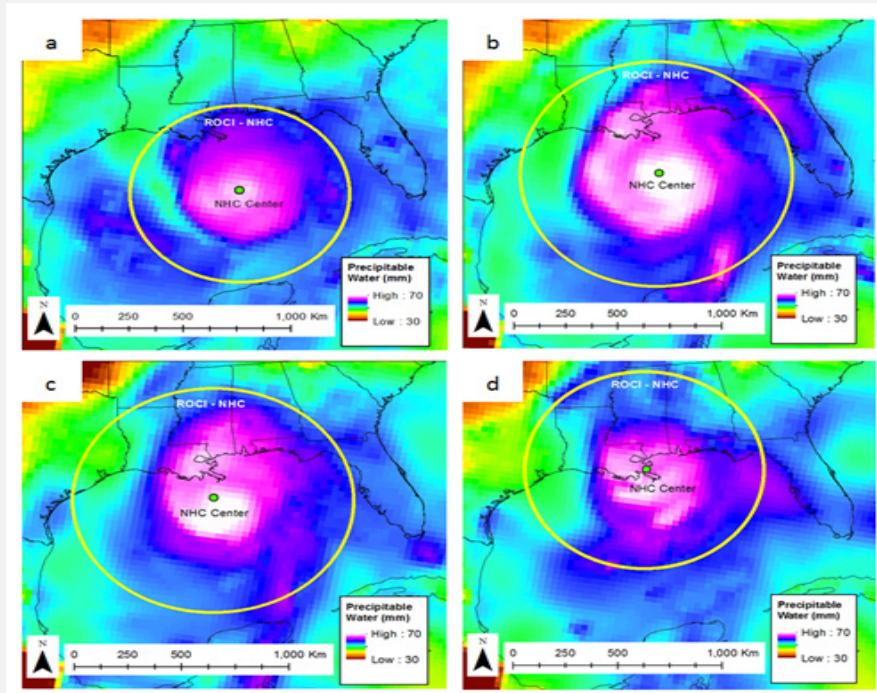 a
ROCI - NHC
NHC Center
Precipitable
Water (mm)
High : 70
Low : 30
N
0 250 500 1,000 Km
b
ROCI - NHC
NHC Center
Precipitable
Water (mm)
High : 70
Low : 30
N
0 250 500 1,000 Km
c
ROCI - NHC
NHC Center
Precipitable
Water (mm)
High : 70
Low : 30
N
0 250 500 1,000 Km
d
ROCI - NHC
NHC Center
Precipitable
Water (mm)
High : 70
Low : 30
N
0 250 500 1,000 Km